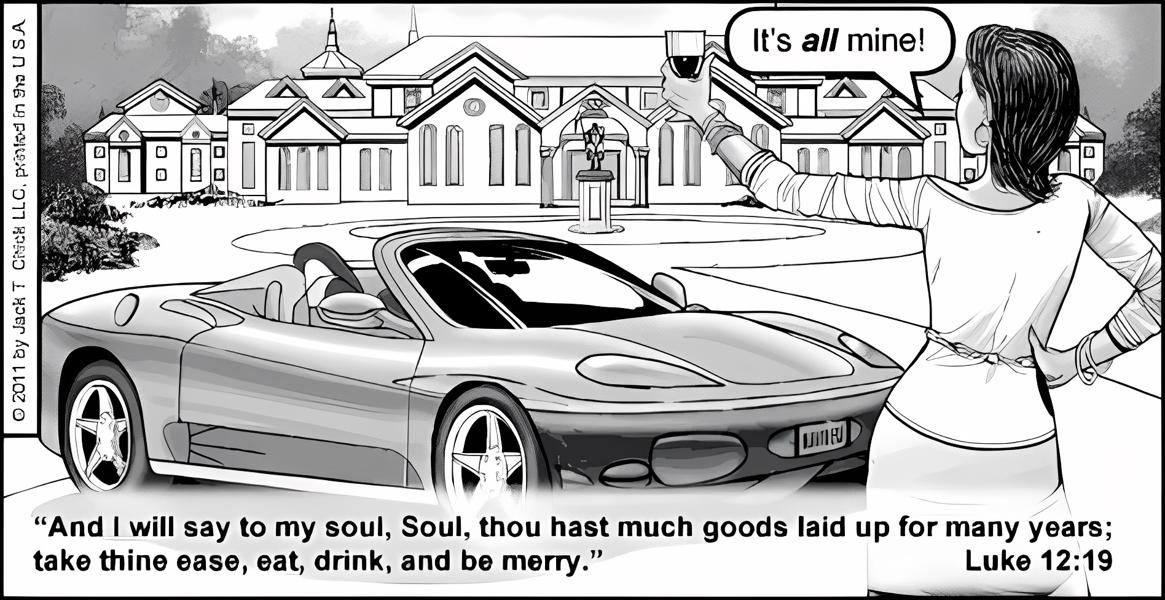 It's all mine!
© 2011 by Jack T. Chick LLC. printed in the U S A
“And I will say to my soul, Soul, thou hast much goods laid up for many years;
take thine ease, eat, drink, and be merry.” Luke 12:19